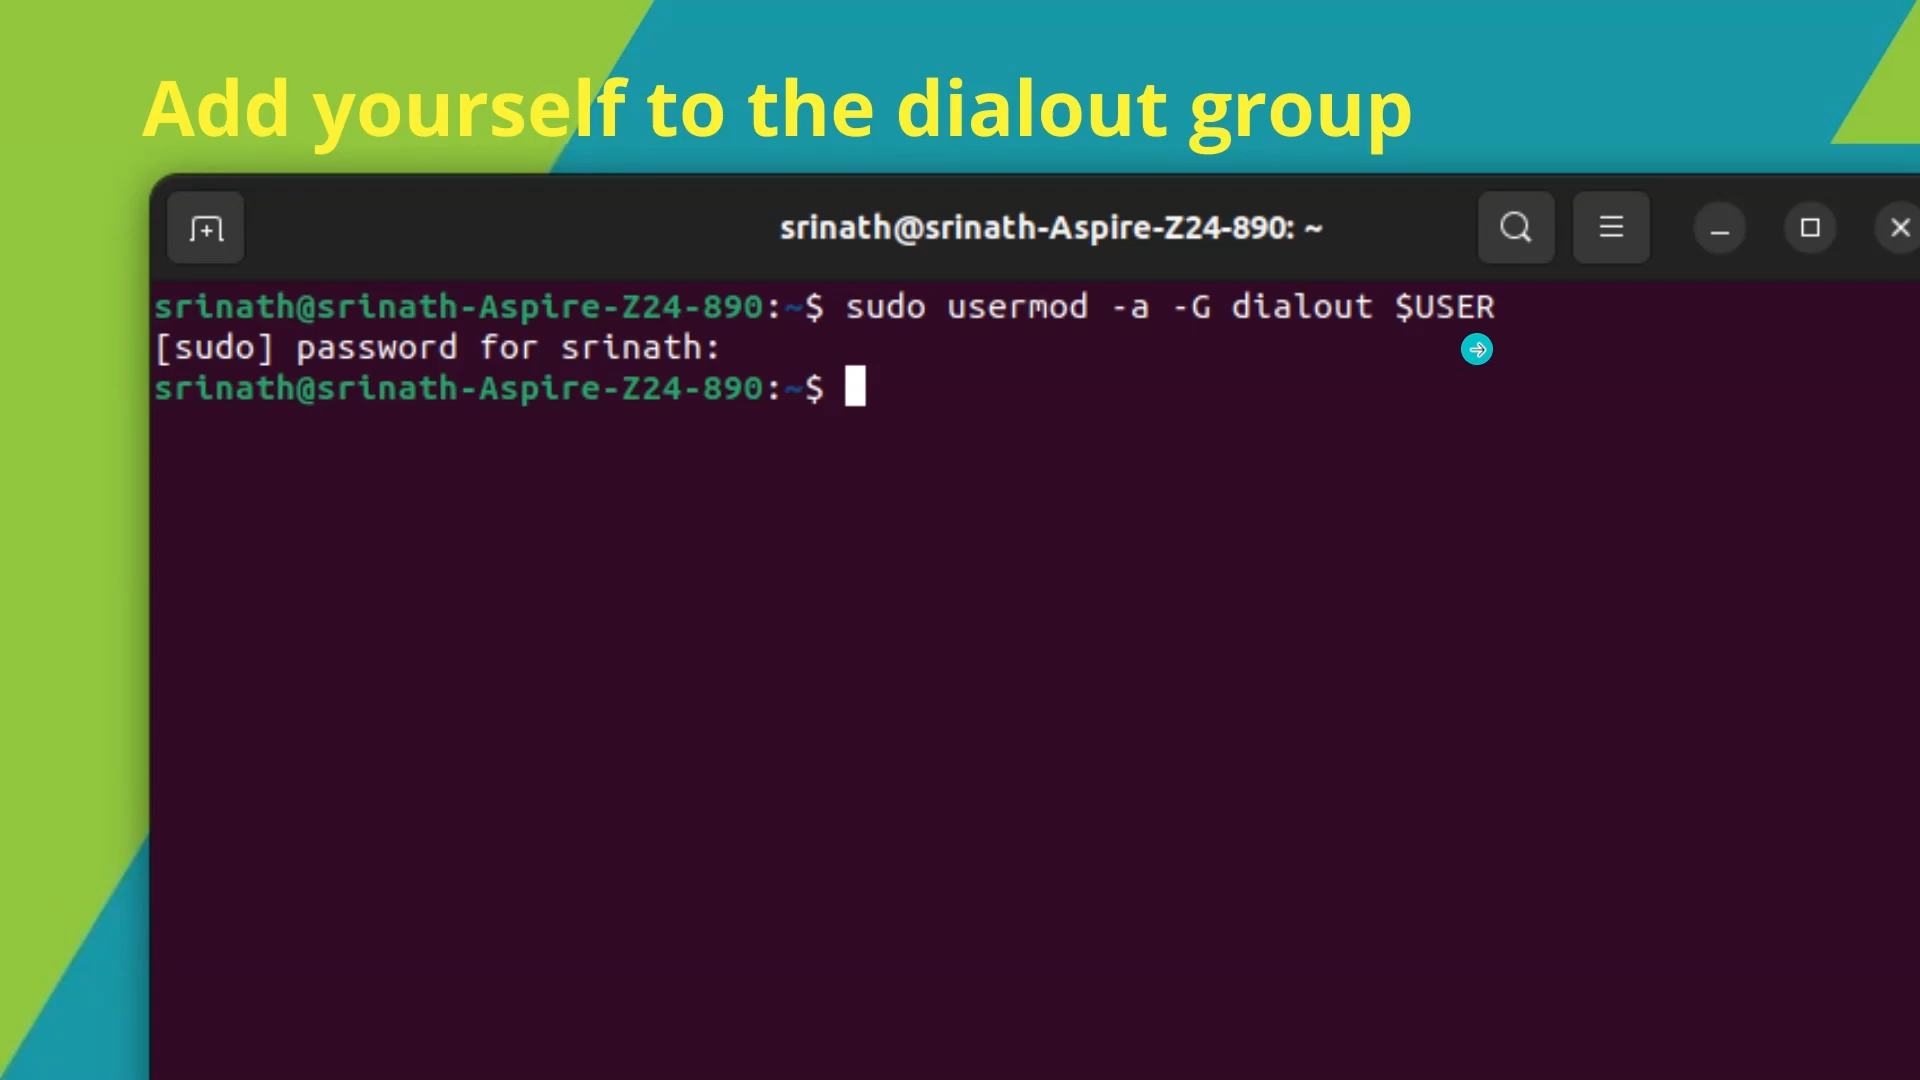 Add yourself to the dialout group
srinath@srinath-Aspire-Z24-890: ~
srinath@srinath-Aspire-Z24-890:~$ sudo usermod -a -G dialout $USER
[sudo] password for srinath:
srinath@srinath-Aspire-Z24-890:~$